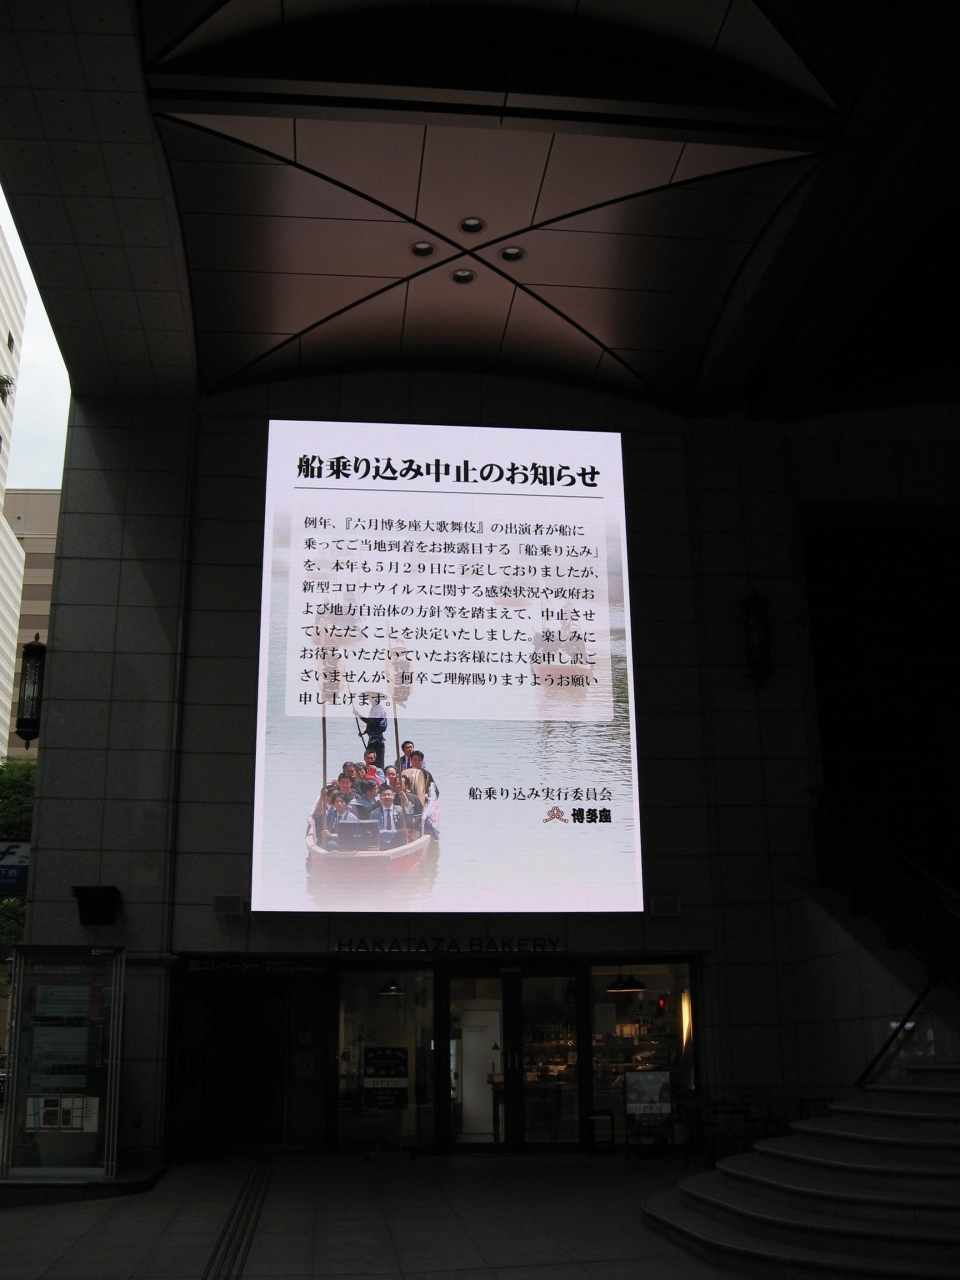 船乗り込み中止のお知らせ
例年、『六月博多座大歌舞伎』の出演者が船に
乗ってご当地到着をお披露目する「船乗り込み」
を、本年も５月２９日に予定しておりましたが、
新型コロナウイルスに関する感染状況や政府お
よび地方自治体の方針等を踏まえて、中止させ
ていただくことを決定いたしました。楽しみに
お待ちいただいていたお客様には大変申し訳ご
ざいませんが、何卒ご理解賜りますようお願い
申し上げます。
船乗り込み実行委員会
博多座
HAKATAZA BAKERY
エレベーター
OPEN
OPEN